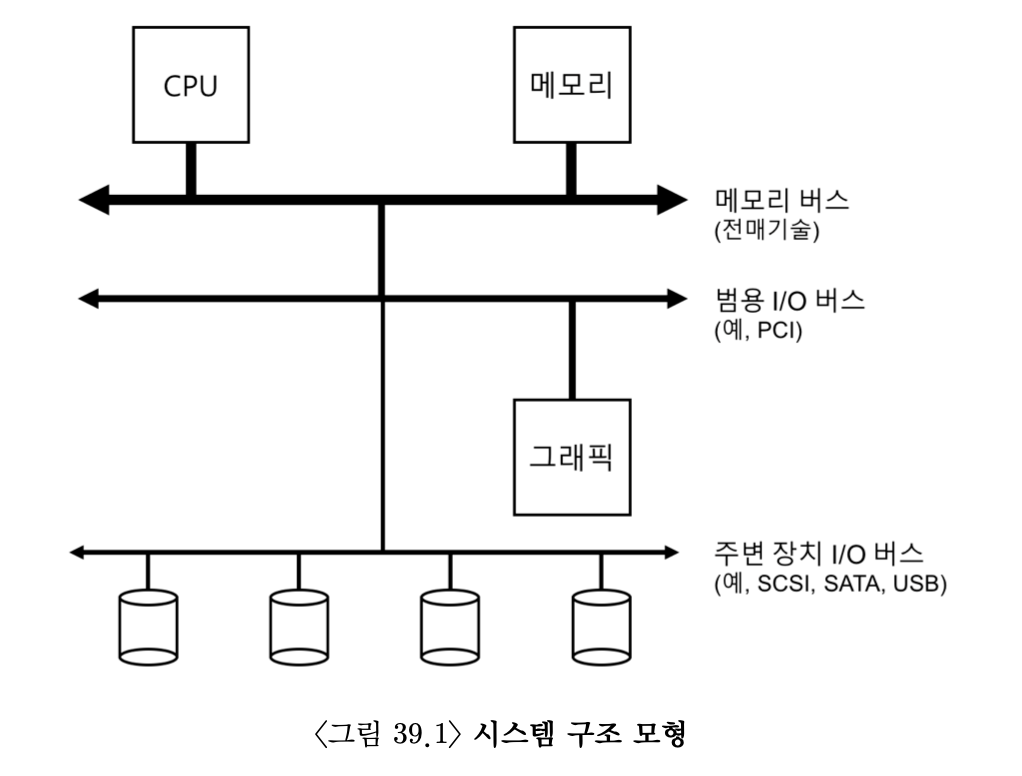 CPU
메모리
메모리 버스
(전매기술)
범용 I/O 버스
(예, PCI)
그래픽
주변 장치 I/O 버스
(예, SCSI, SATA, USB)
〈그림 39.1〉 시스템 구조 모형